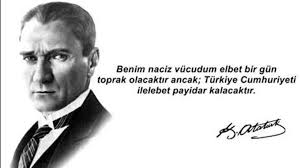 Benim naciz vücudum elbet bir gün
toprak olacaktır ancak; Türkiye Cumhuriyeti
ilelebet payidar kalacaktır.
K. Atatürk